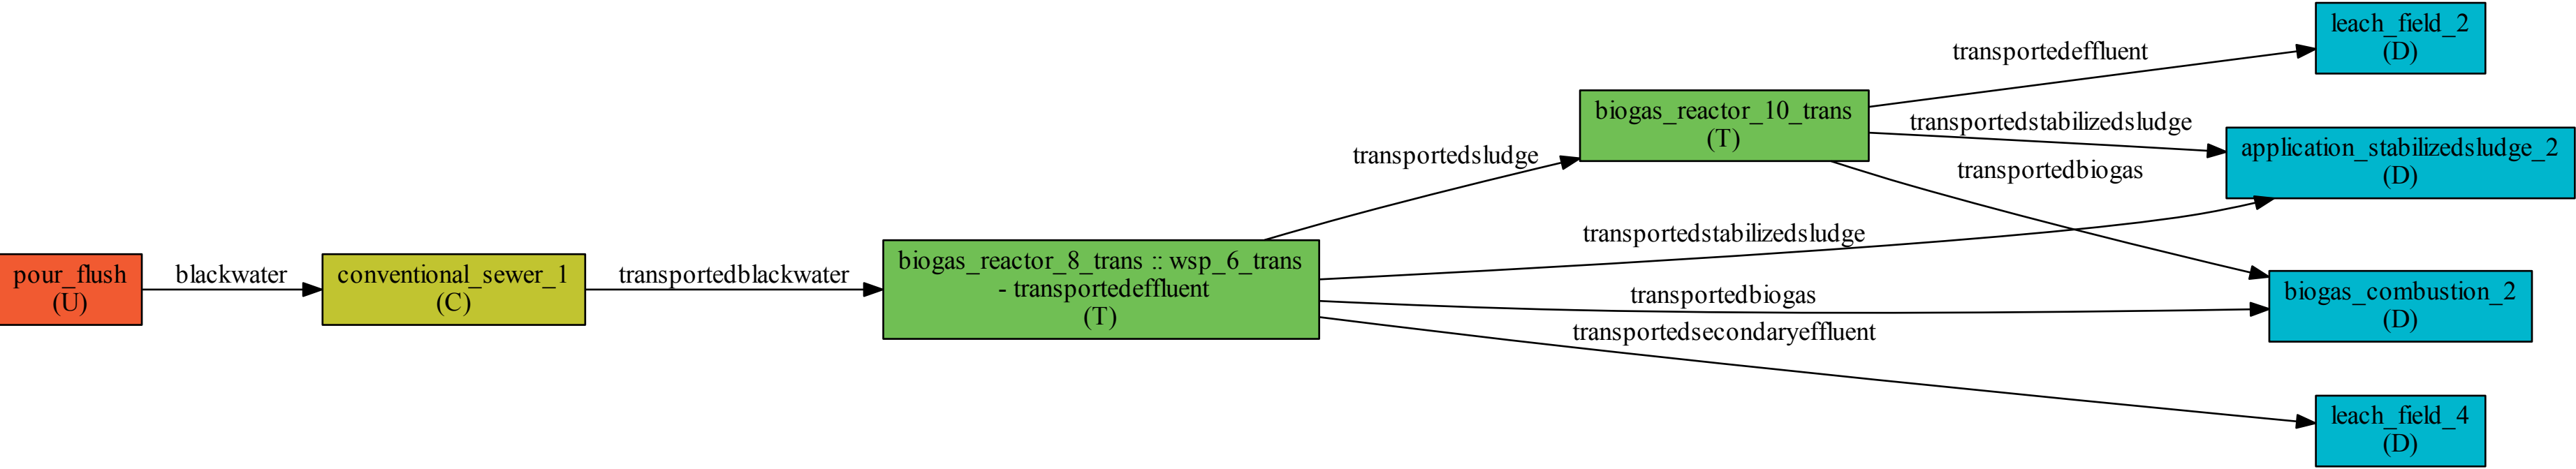 pour_flush
(U)
blackwater
conventional_sewer_1
(C)
transportedblackwater
biogas_reactor_8_trans :: wsp_6_trans
- transportedeffluent
(T)
transportedsludge
transportedstabilizedsludge
transportedbiogas
transportedsecondaryeffluent
biogas_reactor_10_trans
(T)
transportedeffluent
transportedstabilizedsludge
transportedbiogas
leach_field_2
(D)
application_stabilizedsludge_2
(D)
biogas_combustion_2
(D)
leach_field_4
(D)